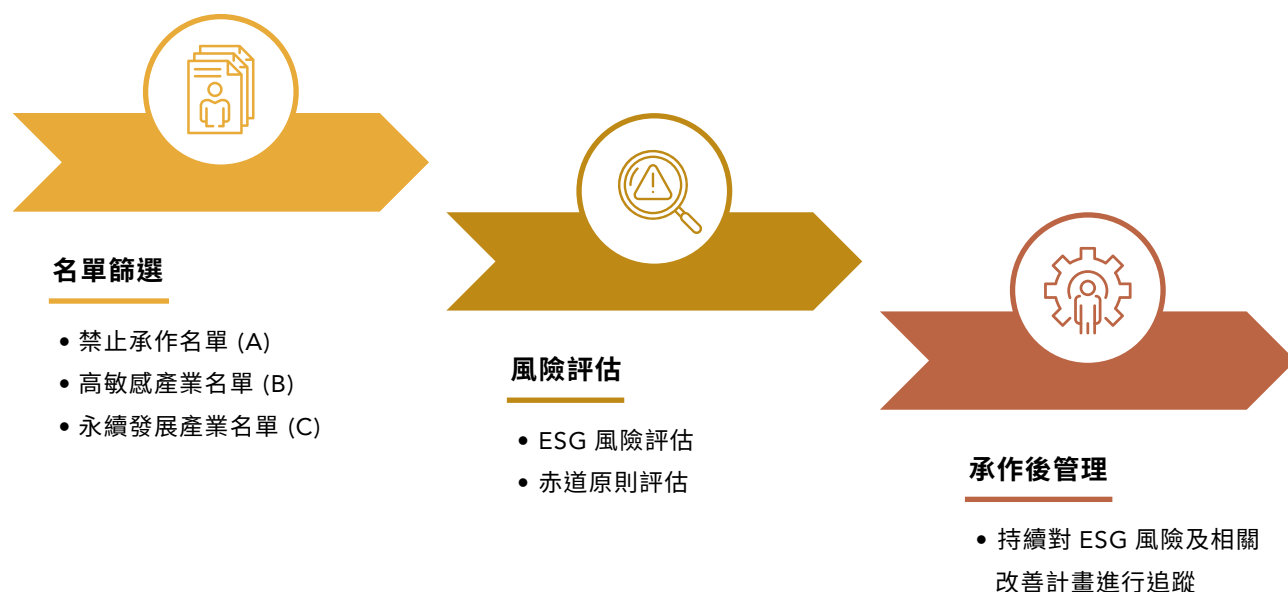 名單篩選
• 禁止承作名單 (A)
• 高敏感產業名單 (B)
• 永續發展產業名單 (C)
風險評估
• ESG 風險評估
• 赤道原則評估
承作後管理
• 持續對 ESG 風險及相關
改善計畫進行追蹤